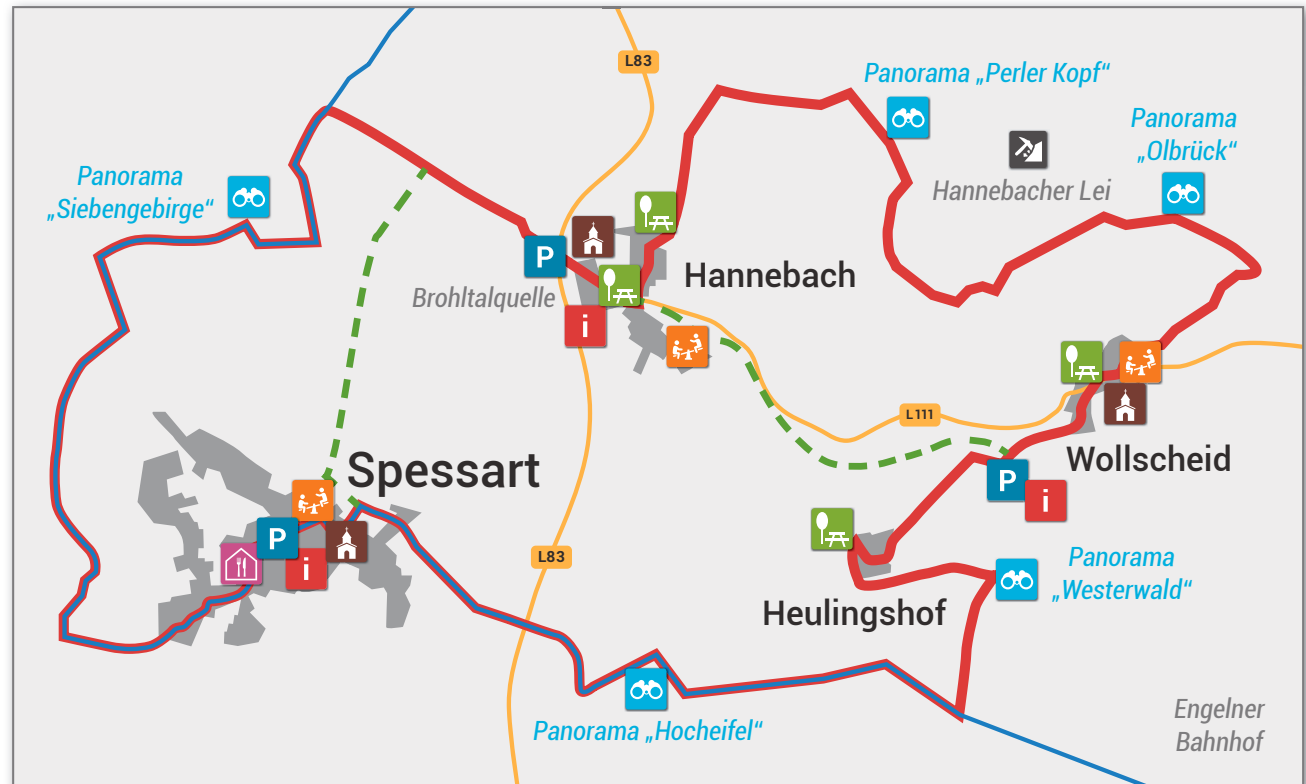 L83
Panorama „Perler Kopf“
Panorama
„Olbrück“
Panorama
„Siebengebirge“
Hannebacher Lei
P
Hannebach
Brohltalquelle
i
L111
Wollscheid
Spessart
P
i
P
i
L83
Panorama
„Westerwald“
Heulingshof
Panorama „Hocheifel“
Engelner
Bahnhof